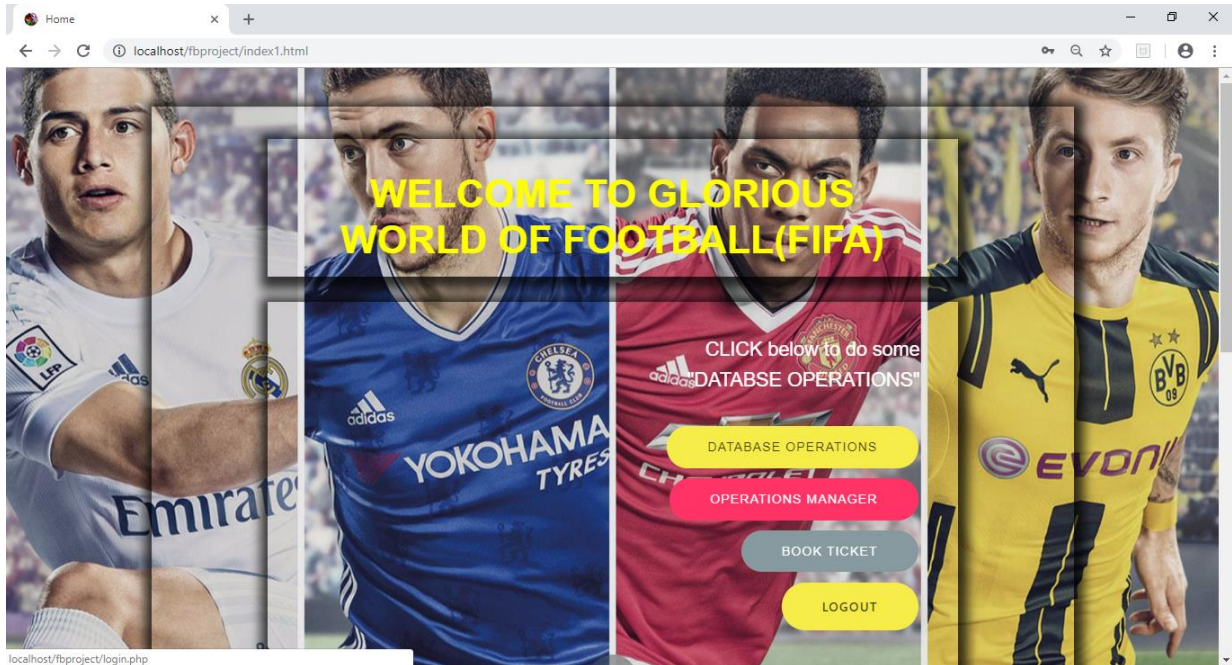 Home
localhost/fbproject/index1.html
WELCOME TO GLORIOUS
WORLD OF FOOTBALL(FIFA)
CLICK below to do some
"DATABSE OPERATIONS"
DATABASE OPERATIONS
OPERATIONS MANAGER
BOOK TICKET
LOGOUT
LFP
adidas
Emirates
adidas
CHELSEA
FOOTBALL CLUB
YOKOHAMA
TYRES
adidas
MANCHESTER
CHEVROLET
BVB
09
EVONI
localhost/fbproject/login.php